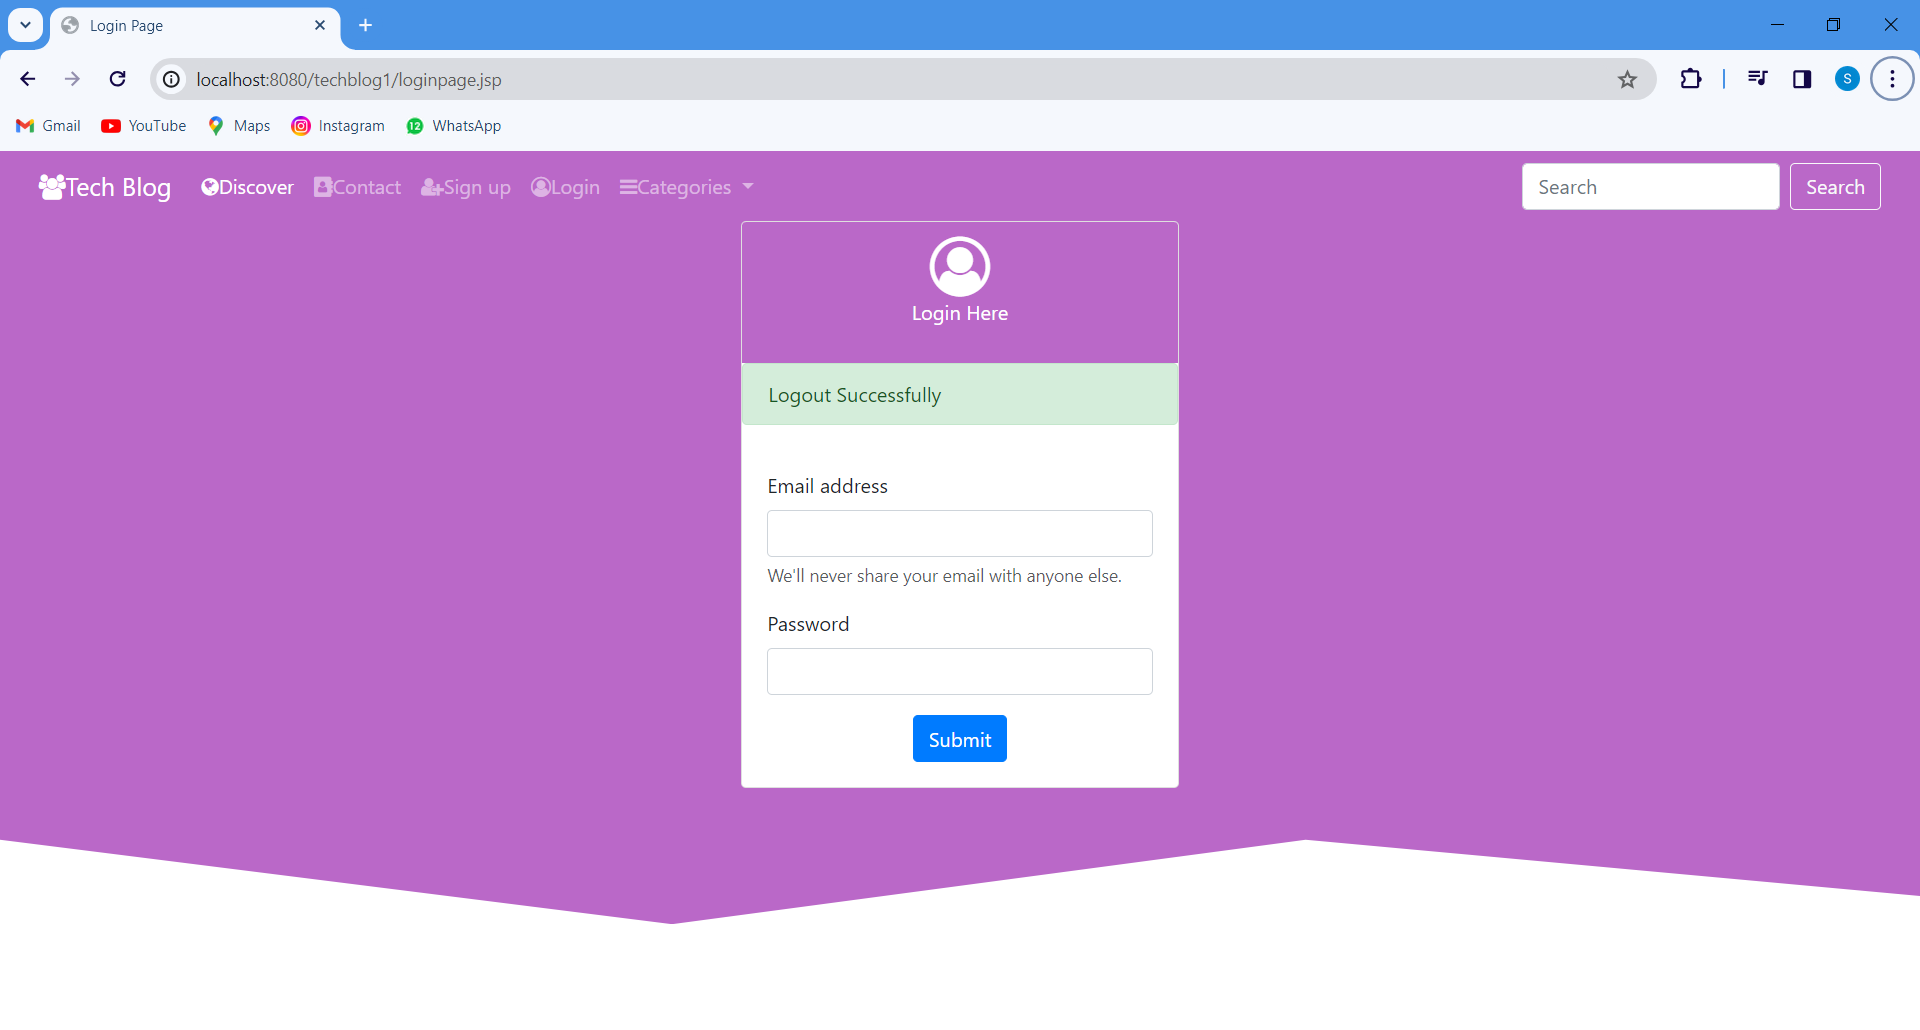 Login Page
localhost:8080/techblog1/loginpage.jsp
S
Gmail YouTube Maps Instagram 12 WhatsApp
Tech Blog Discover Contact Sign up Login Categories Search Search
Login Here
Logout Successfully
Email address
We'll never share your email with anyone else.
Password
Submit